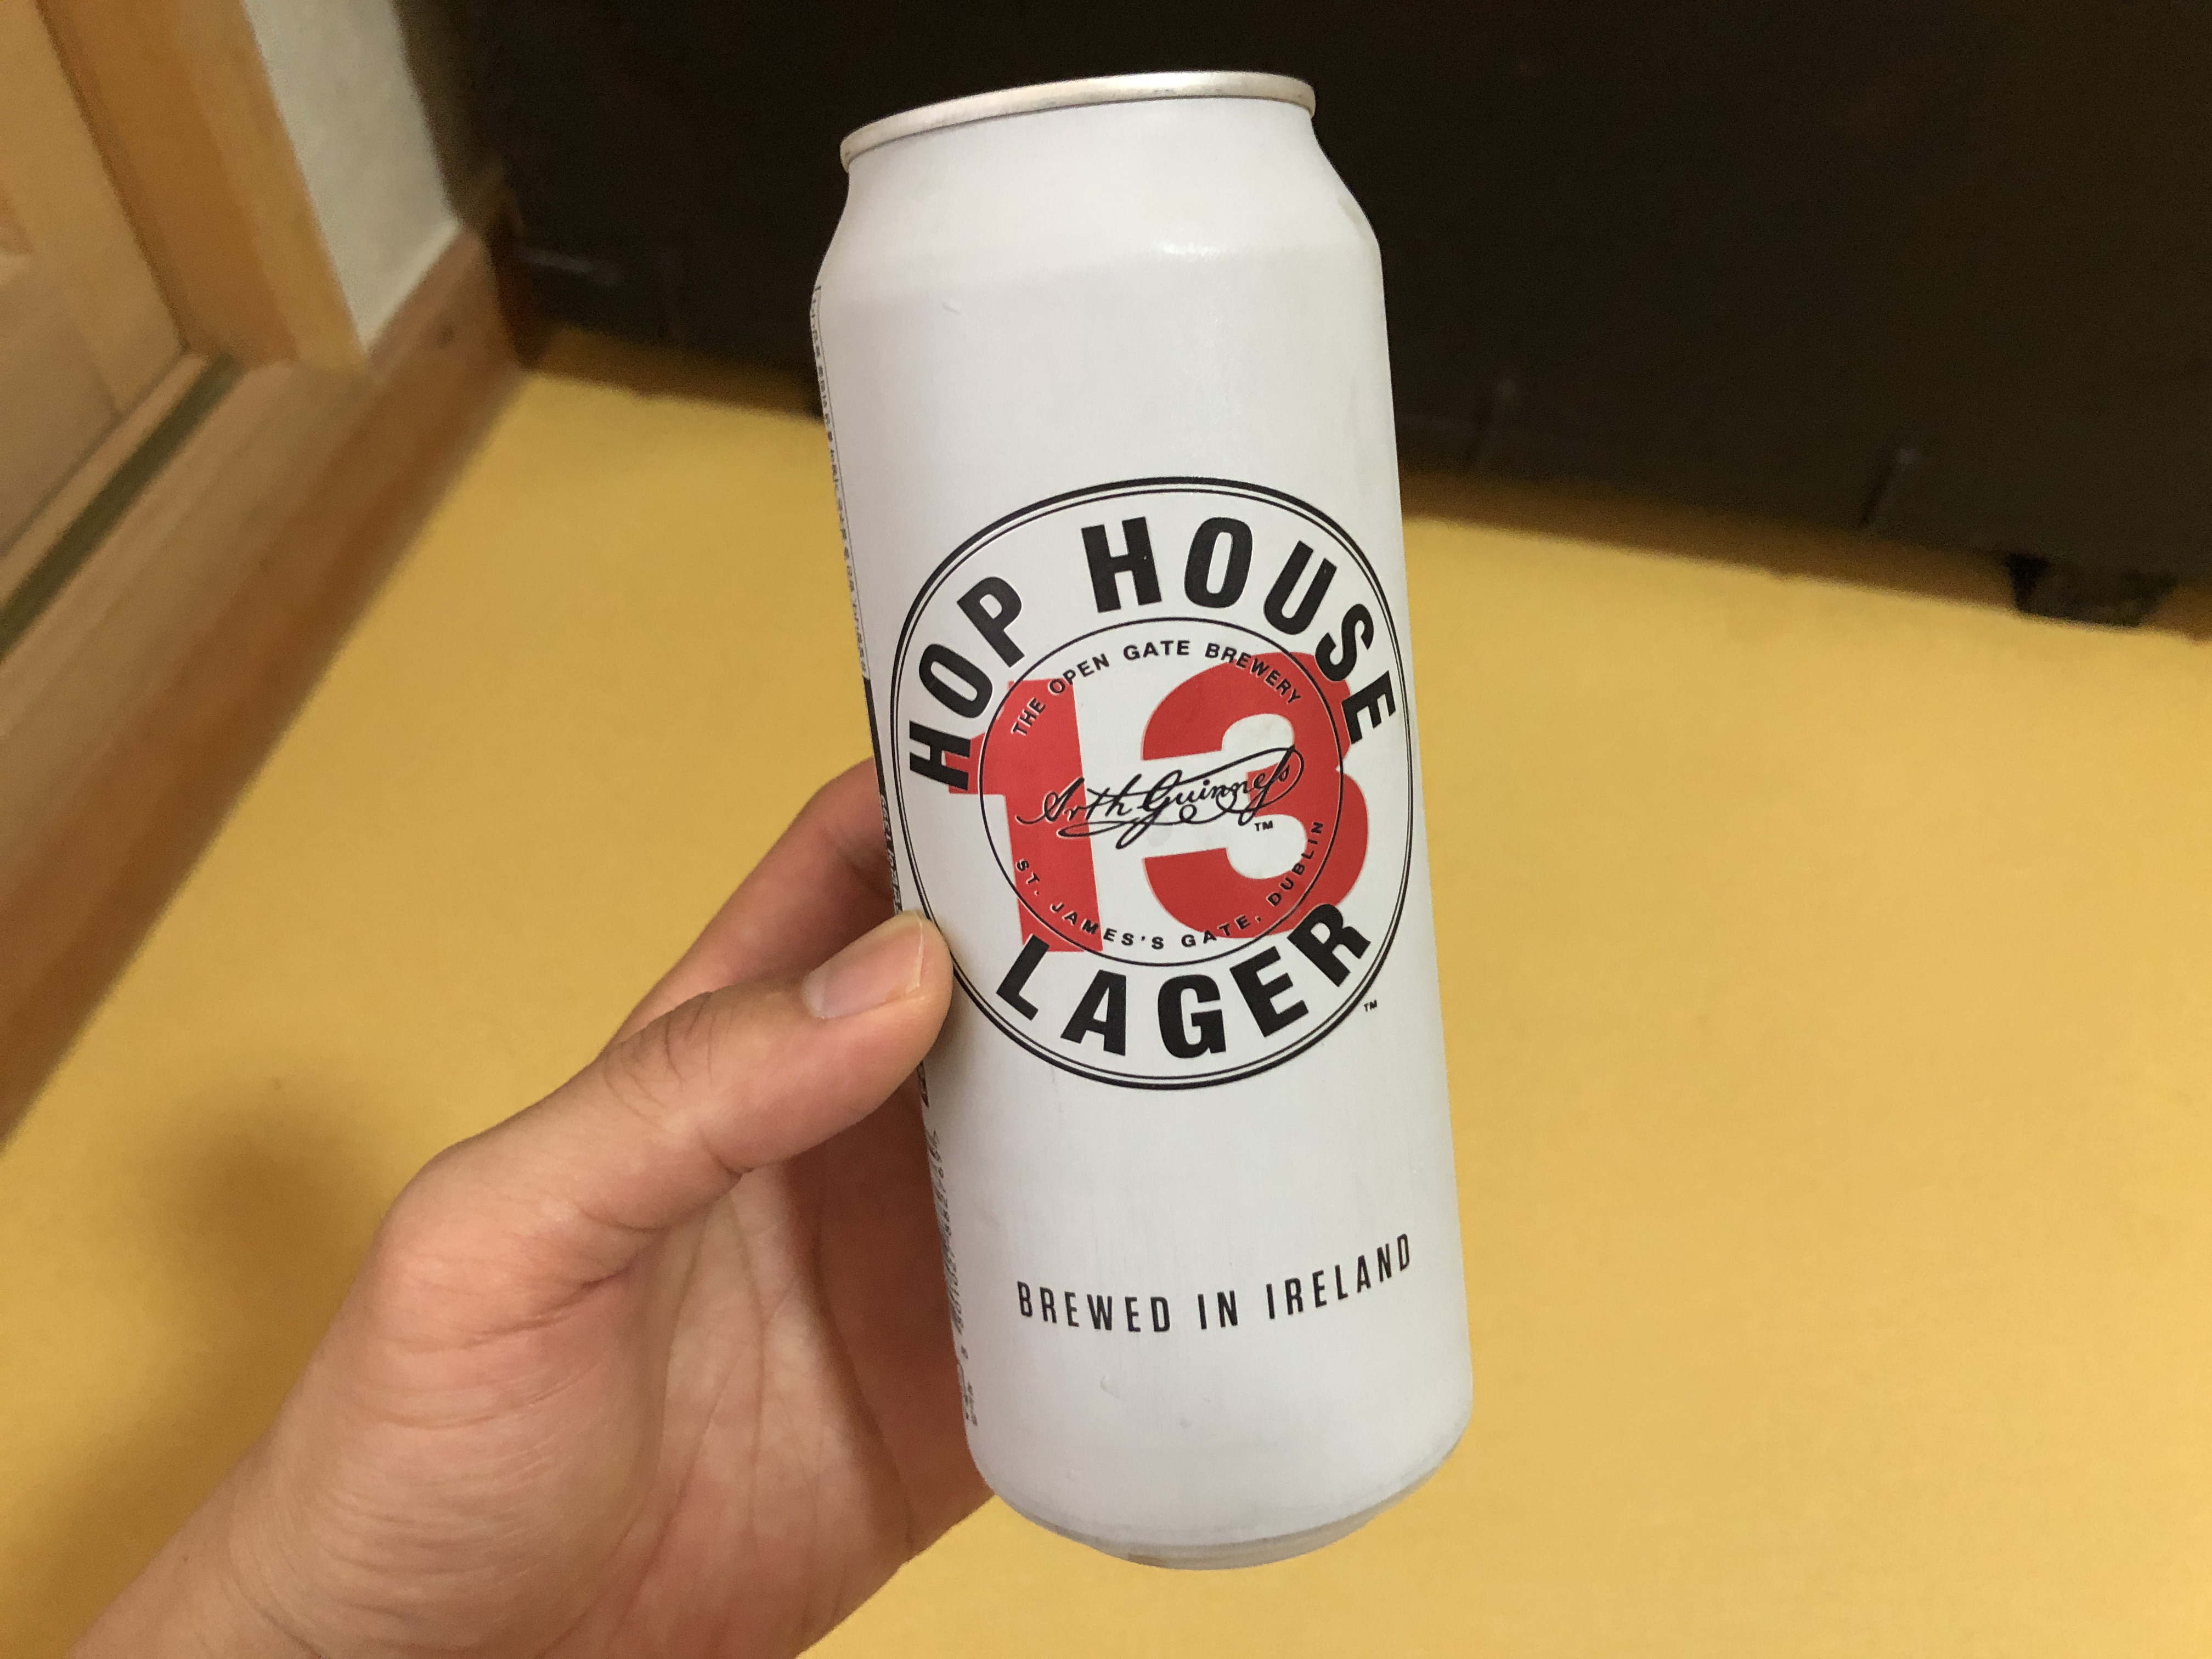 HOP HOUSE
THE OPEN GATE BREWERY
13
Arth Guinness
TM
ST. JAMES'S GATE, DUBLIN
LAGER
TM
BREWED IN IRELAND